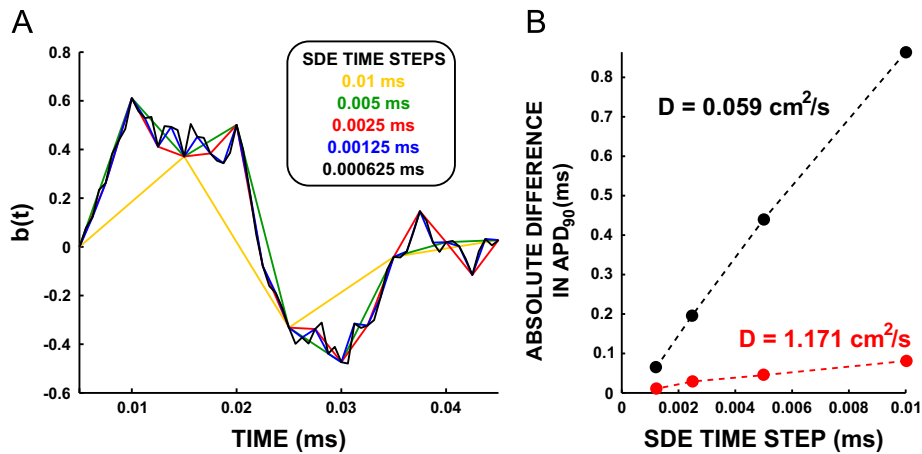 A
0.8
0.6
0.4
0.2
0
-0.2
-0.4
-0.6
b(t)
0.01
0.02
0.03
0.04
TIME (ms)
SDE TIME STEPS
0.01 ms
0.005 ms
0.0025 ms
0.00125 ms
0.000625 ms
B
ABSOLUTE DIFFERENCE
IN APD90(ms)
0.8
0.7
0.6
0.5
0.4
0.3
0.2
0.1
0
D = 0.059 cm²/s
D = 1.171 cm²/s
0
0.002
0.004
0.006
0.008
0.01
SDE TIME STEP (ms)